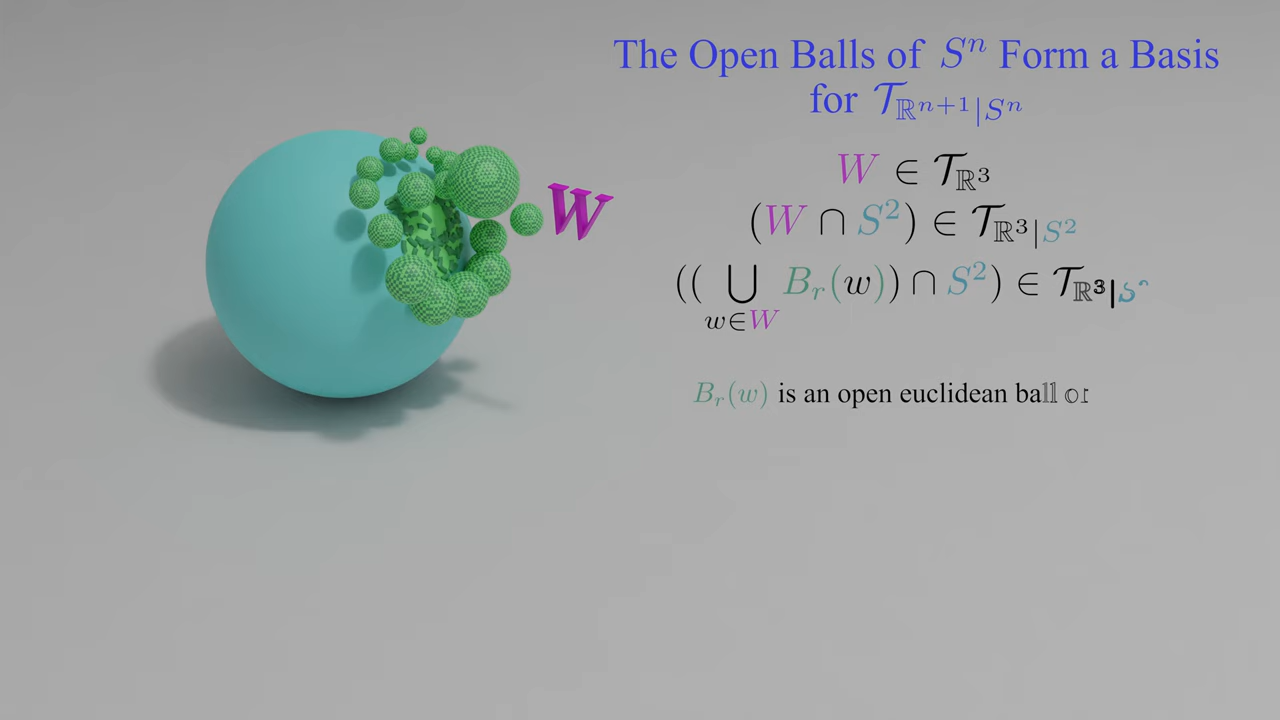 The Open Balls of Sⁿ Form a Basis
for 𝒯_{ℝⁿ⁺¹|Sⁿ}
W
W ∈ 𝒯_{ℝ³}
(W ∩ S²) ∈ 𝒯_{ℝ³|S²}
((⋃_{w∈W} B_r(w)) ∩ S²) ∈ 𝒯_{ℝ³|S}
B_r(w) is an open euclidean ball